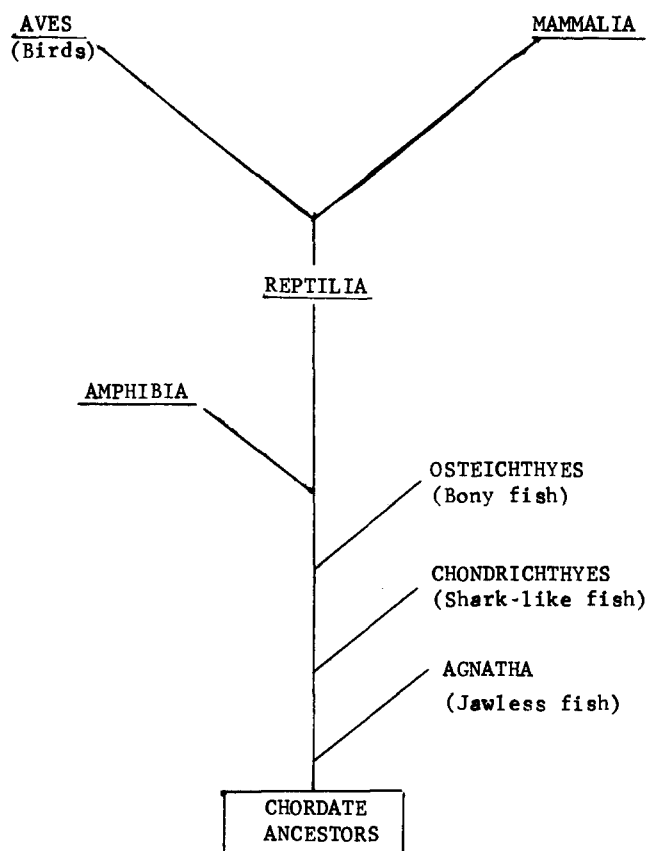 AVES
(Birds)
MAMMALIA
REPTILIA
AMPHIBIA
OSTEICHTHYES
(Bony fish)
CHONDRICHTHYES
(Shark-like fish)
AGNATHA
(Jawless fish)
CHORDATE
ANCESTORS